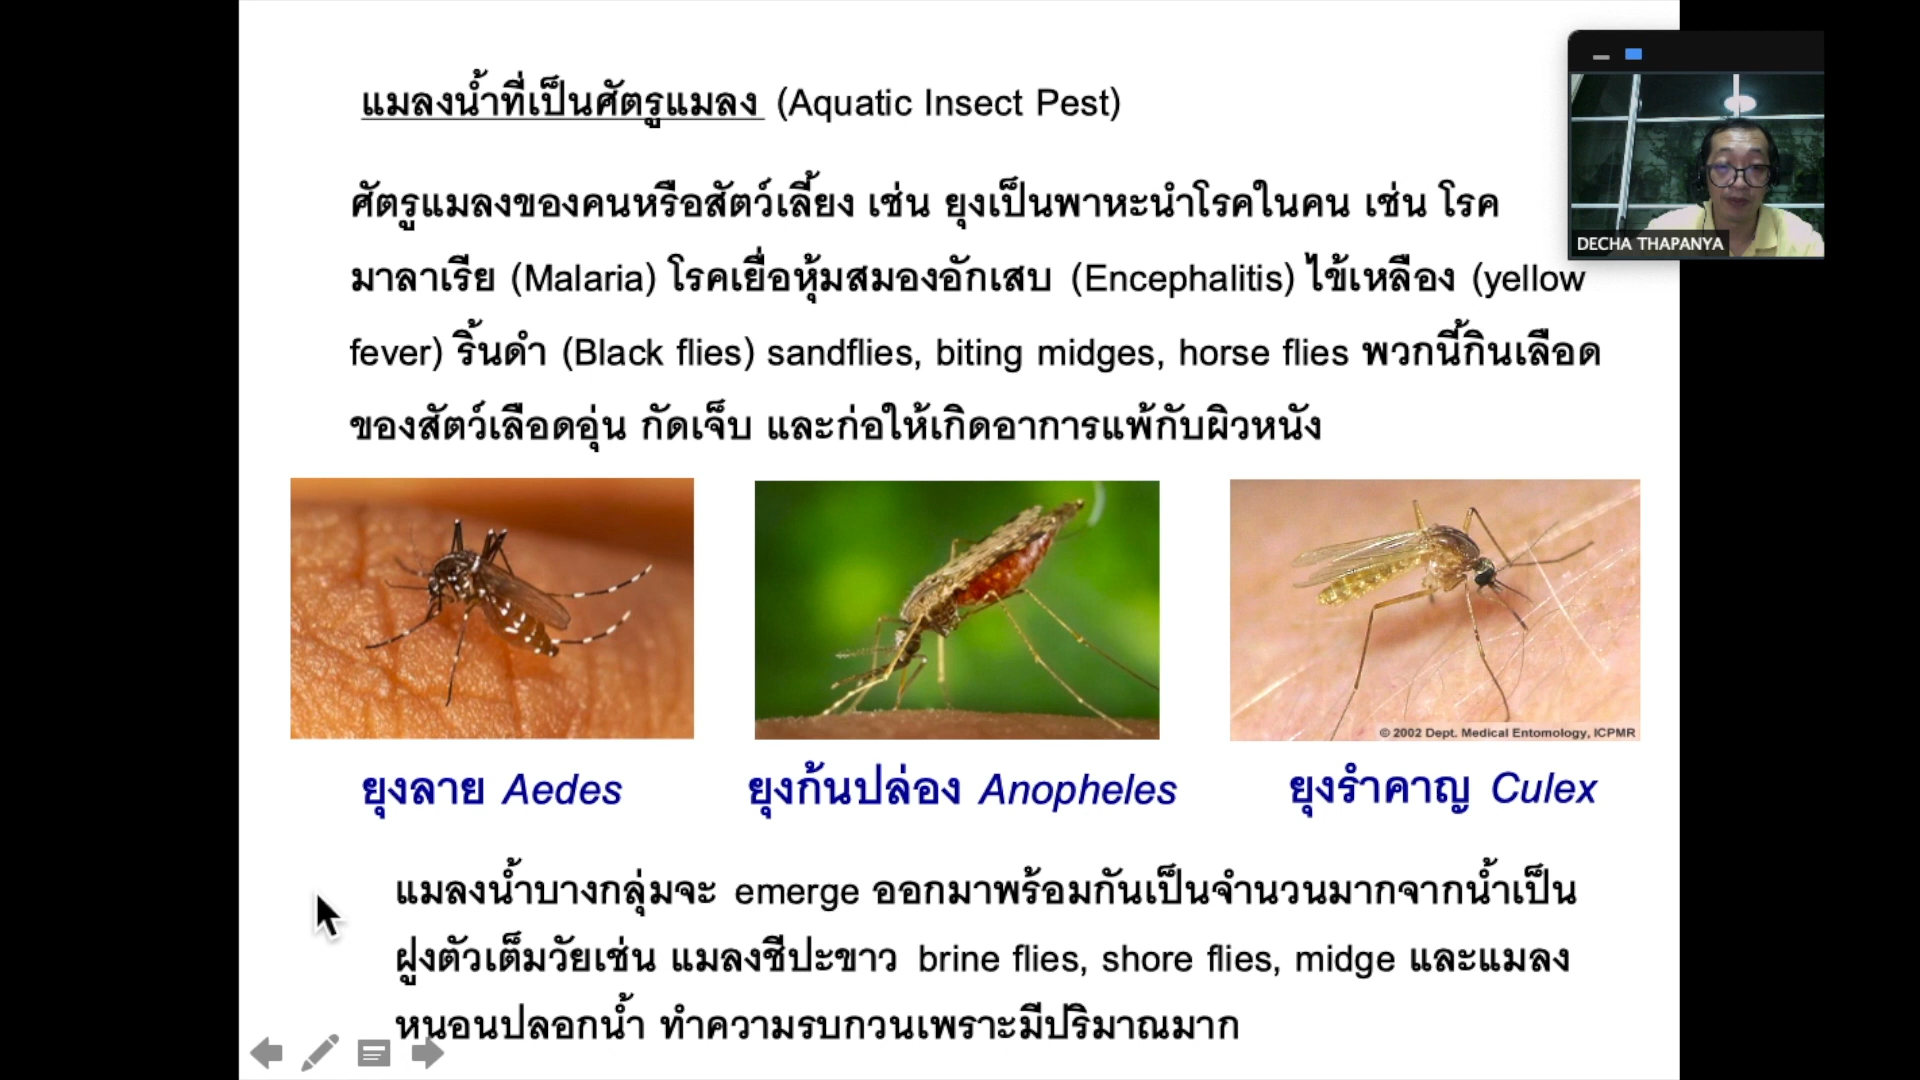 แมลงน้ำที่เป็นศัตรูแมลง (Aquatic Insect Pest)
ศัตรูแมลงของคนหรือสัตว์เลี้ยง เช่น ยุงเป็นพาหะนำโรคในคน เช่น โรค
มาลาเรีย (Malaria) โรคเยื่อหุ้มสมองอักเสบ (Encephalitis) ไข้เหลือง (yellow
fever) ริ้นดำ (Black flies) sandflies, biting midges, horse flies พวกนี้กินเลือด
ของสัตว์เลือดอุ่น กัดเจ็บ และก่อให้เกิดอาการแพ้กับผิวหนัง
DECHA THAPANYA
© 2002 Dept. Medical Entomology, ICPMR
ยุงลาย Aedes
ยุงก้นปล่อง Anopheles
ยุงรำคาญ Culex
แมลงน้ำบางกลุ่มจะ emerge ออกมาพร้อมกันเป็นจำนวนมากจากน้ำเป็น
ฝูงตัวเต็มวัยเช่น แมลงชีปะขาว brine flies, shore flies, midge และแมลง
หนอนปลอกน้ำ ทำความรบกวนเพราะมีปริมาณมาก